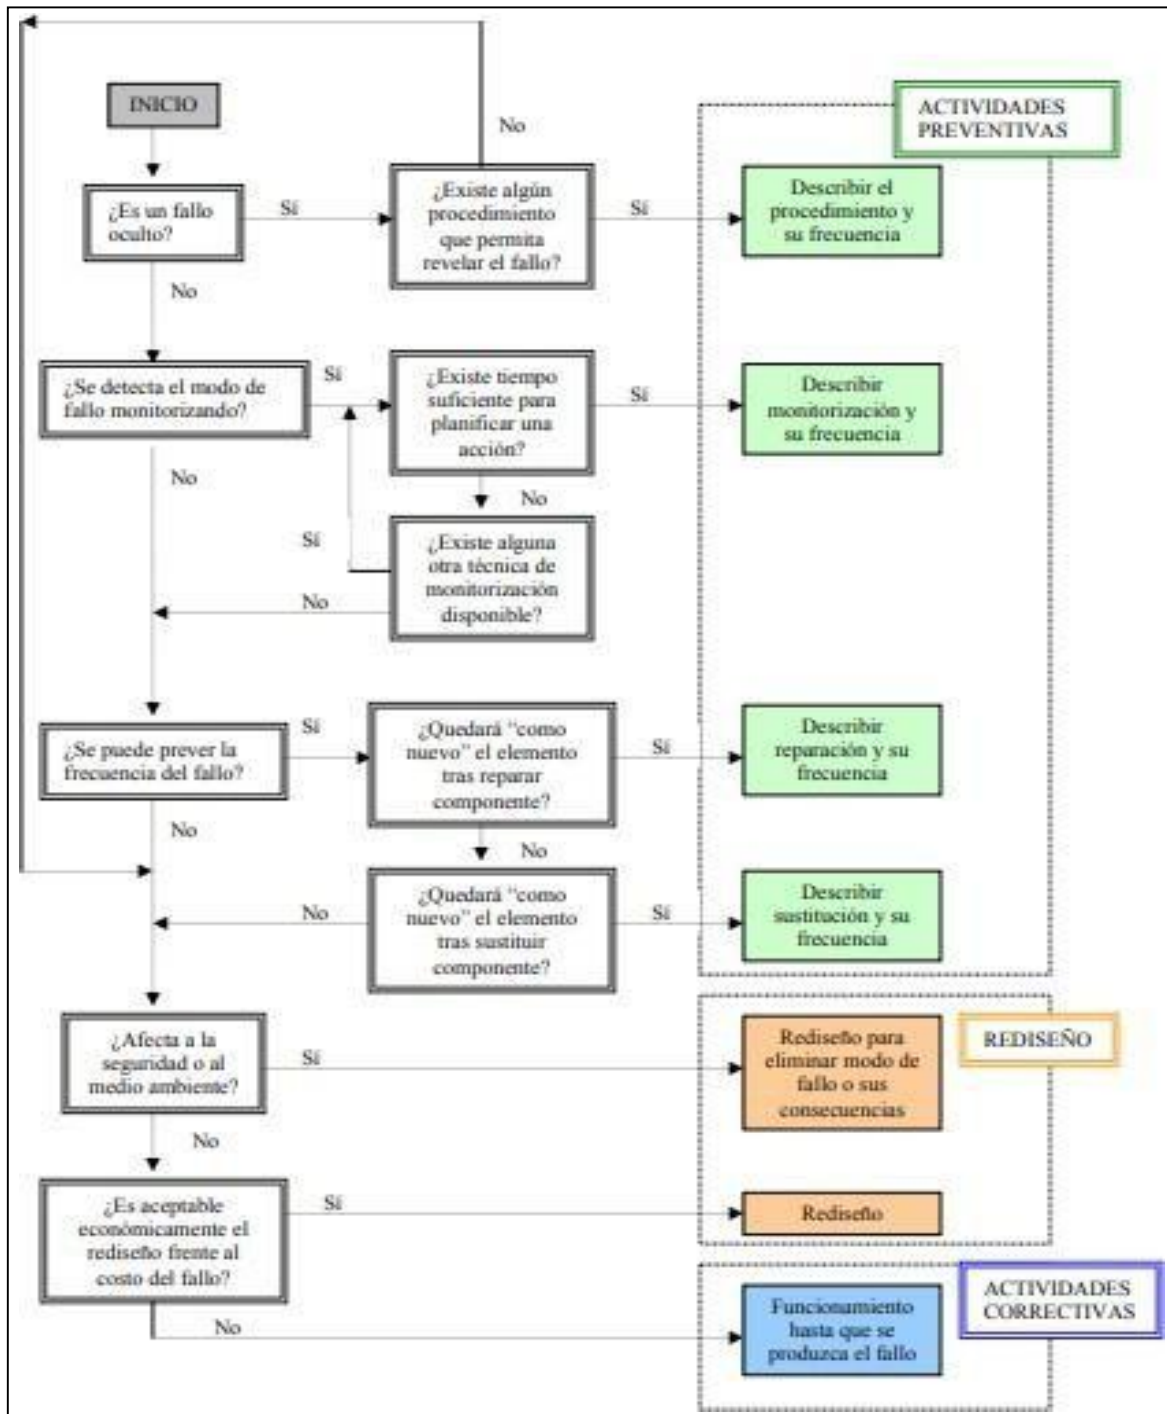 No
INICIO
ACTIVIDADES
PREVENTIVAS
¿Es un fallo
oculto?
Sí
¿Existe algún
procedimiento
que permita
revelar el fallo?
Sí
Describir el
procedimiento y
su frecuencia
No
¿Se detecta el modo de
fallo monitorizando?
Sí
¿Existe tiempo
suficiente para
planificar una
acción?
Sí
Describir
monitorización y
su frecuencia
No
No
Sí
¿Existe alguna
otra técnica de
monitorización
disponible?
No
¿Se puede prever la
frecuencia del fallo?
Sí
¿Quedará “como
nuevo” el elemento
tras reparar
componente?
Sí
Describir
reparación y su
frecuencia
No
No
No
¿Quedará “como
nuevo” el elemento
tras sustituir
componente?
Sí
Describir
sustitución y su
frecuencia
¿Afecta a la
seguridad o al
medio ambiente?
Sí
Rediseño para
eliminar modo de
fallo o sus
consecuencias
REDISEÑO
No
¿Es aceptable
económicamente el
rediseño frente al
costo del fallo?
Sí
Rediseño
No
Funcionamiento
hasta que se
produzca el fallo
ACTIVIDADES
CORRECTIVAS